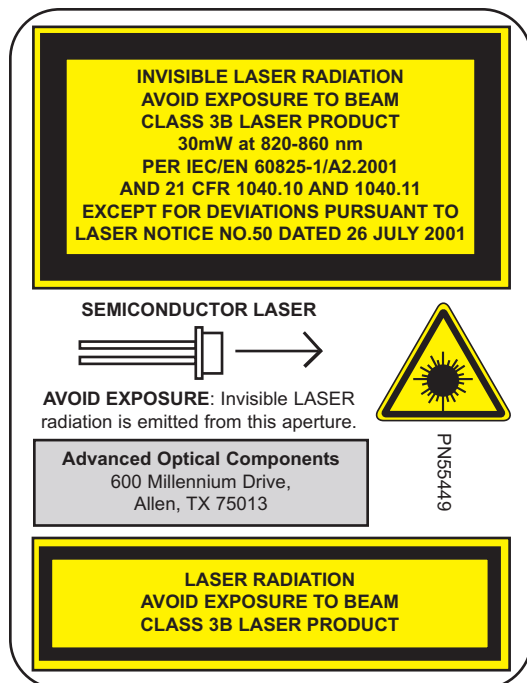 INVISIBLE LASER RADIATION
AVOID EXPOSURE TO BEAM
CLASS 3B LASER PRODUCT
30mW at 820-860 nm
PER IEC/EN 60825-1/A2.2001
AND 21 CFR 1040.10 AND 1040.11
EXCEPT FOR DEVIATIONS PURSUANT TO
LASER NOTICE NO.50 DATED 26 JULY 2001
SEMICONDUCTOR LASER
AVOID EXPOSURE: Invisible LASER
radiation is emitted from this aperture.
PN55449
Advanced Optical Components
600 Millennium Drive,
Allen, TX 75013
LASER RADIATION
AVOID EXPOSURE TO BEAM
CLASS 3B LASER PRODUCT